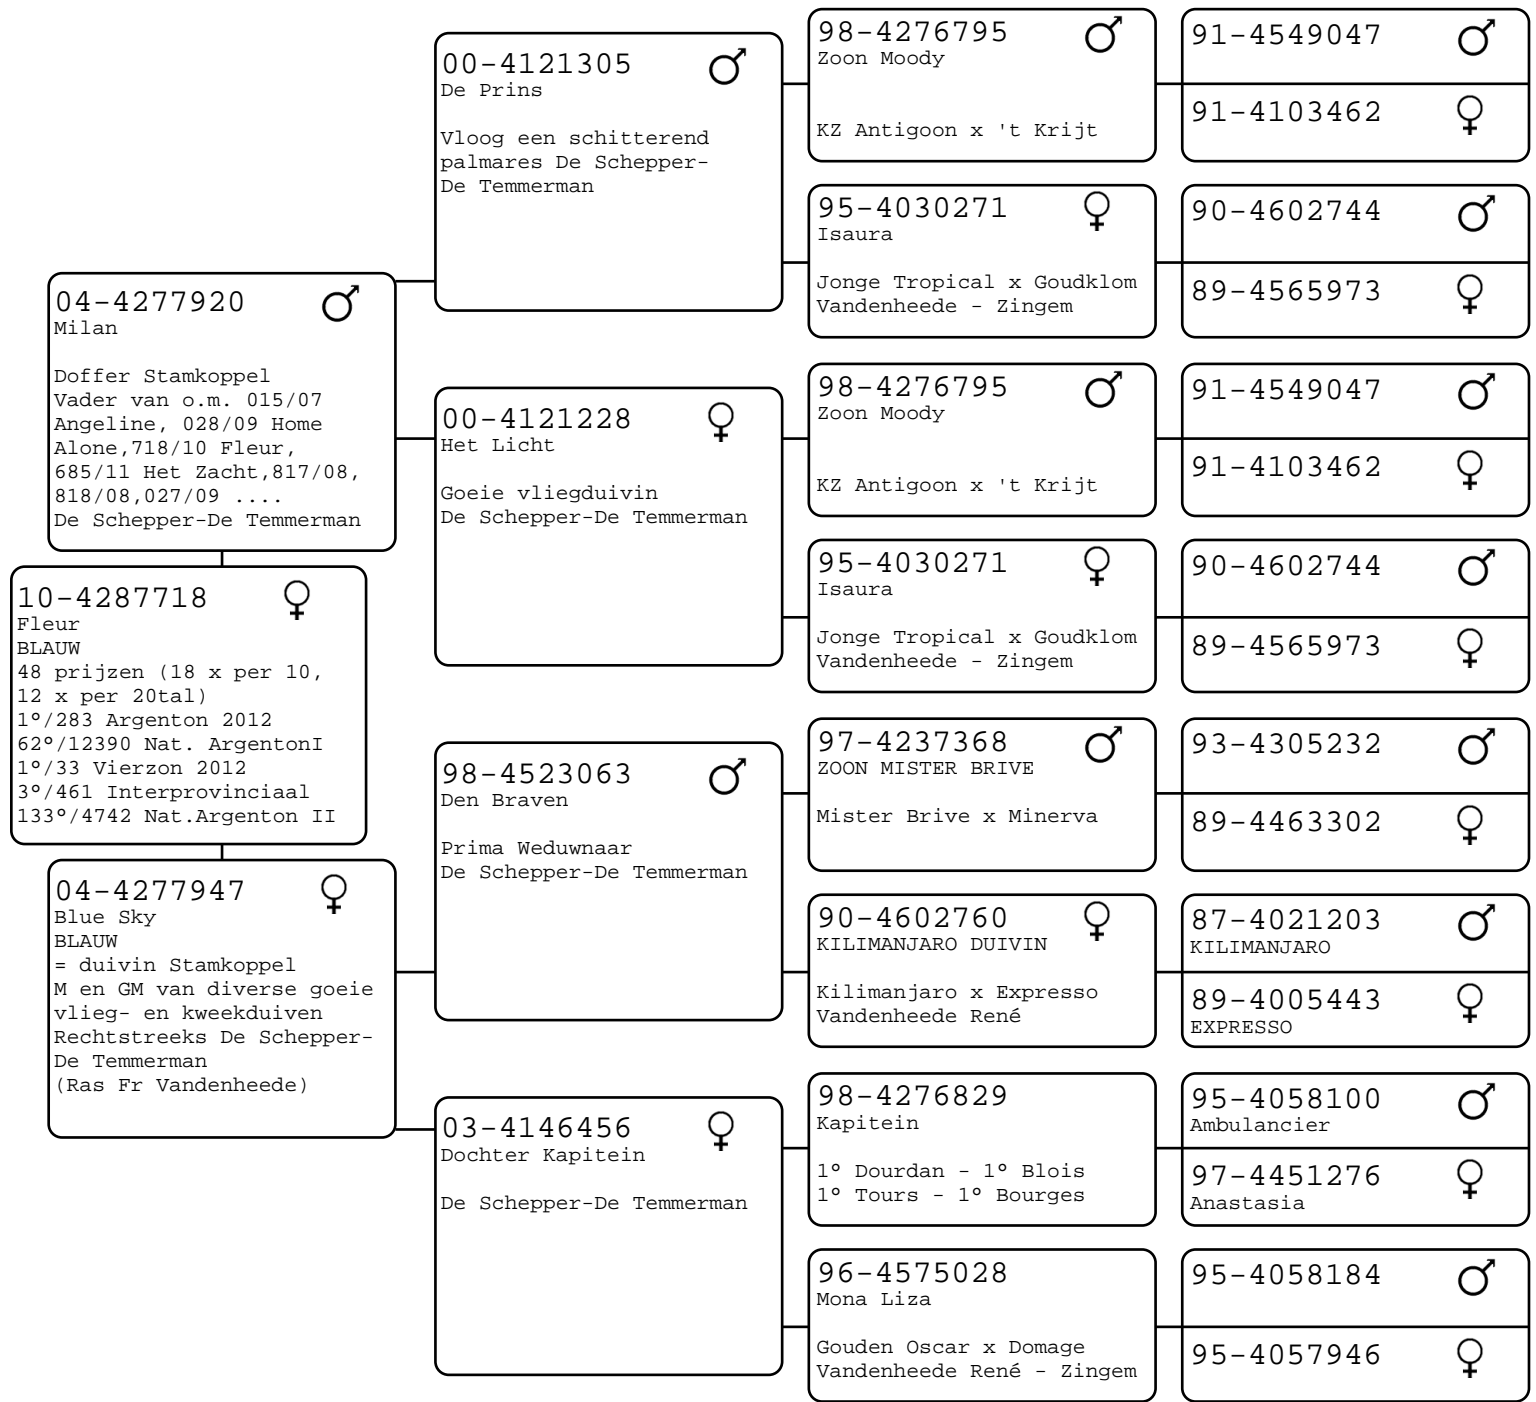 04-4277920
Milan
Doffer Stamkoppel
Vader van o.m. 015/07
Angeline, 028/09 Home
Alone,718/10 Fleur,
685/11 Het Zacht,817/08,
818/08,027/09 ....
De Schepper-De Temmerman
10-4287718
Fleur
BLAUW
48 prijzen (18 x per 10,
12 x per 20tal)
1°/283 Argenton 2012
62°/12390 Nat. ArgentonI
1°/33 Vierzon 2012
3°/461 Interprovinciaal
133°/4742 Nat.Argenton II
04-4277947
Blue Sky
BLAUW
= duivin Stamkoppel
M en GM van diverse goeie
vlieg- en kweekduiven
Rechtstreeks De Schepper-
De Temmerman
(Ras Fr Vandenheede)
00-4121305
De Prins
Vloog een schitterend
palmares De Schepper-
De Temmerman
00-4121228
Het Licht
Goeie vliegduivin
De Schepper-De Temmerman
98-4523063
Den Braven
Prima Weduwnaar
De Schepper-De Temmerman
03-4146456
Dochter Kapitein
De Schepper-De Temmerman
98-4276795
Zoon Moody
KZ Antigoon x 't Krijt
95-4030271
Isaura
Jonge Tropical x Goudklom
Vandenheede - Zingem
98-4276795
Zoon Moody
KZ Antigoon x 't Krijt
95-4030271
Isaura
Jonge Tropical x Goudklom
Vandenheede - Zingem
97-4237368
ZOON MISTER BRIVE
Mister Brive x Minerva
90-4602760
KILIMANJARO DUIVIN
Kilimanjaro x Expresso
Vandenheede René
98-4276829
Kapitein
1° Dourdan - 1° Blois
1° Tours - 1° Bourges
96-4575028
Mona Liza
Gouden Oscar x Domage
Vandenheede René - Zingem
91-4549047
91-4103462
90-4602744
89-4565973
91-4549047
91-4103462
90-4602744
89-4565973
93-4305232
89-4463302
87-4021203
KILIMANJARO
89-4005443
EXPRESSO
95-4058100
Ambulancier
97-4451276
Anastasia
95-4058184
95-4057946